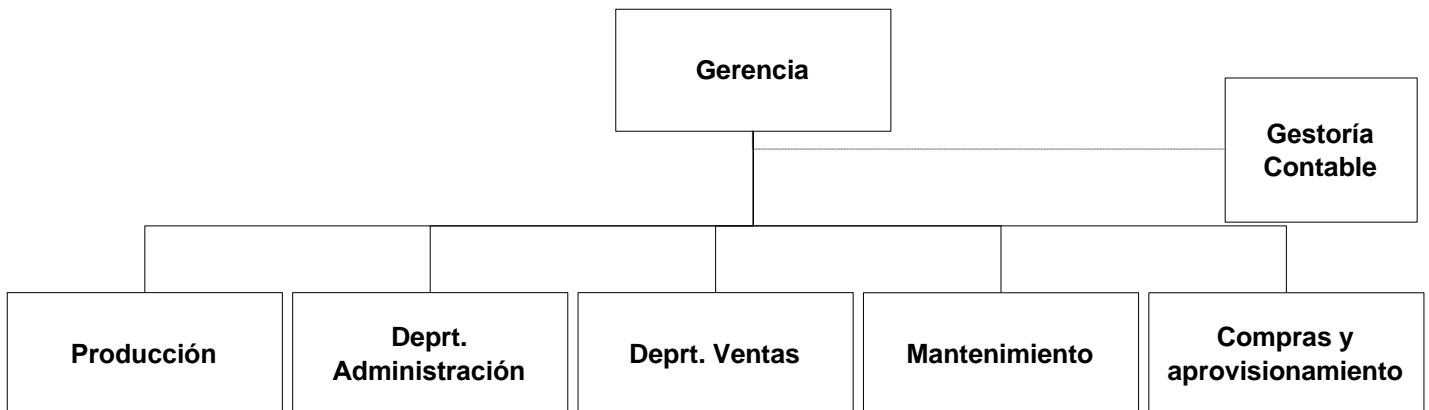 Gerencia
Gestoría
Contable
Producción
Deprt.
Administración
Deprt. Ventas
Mantenimiento
Compras y
aprovisionamiento